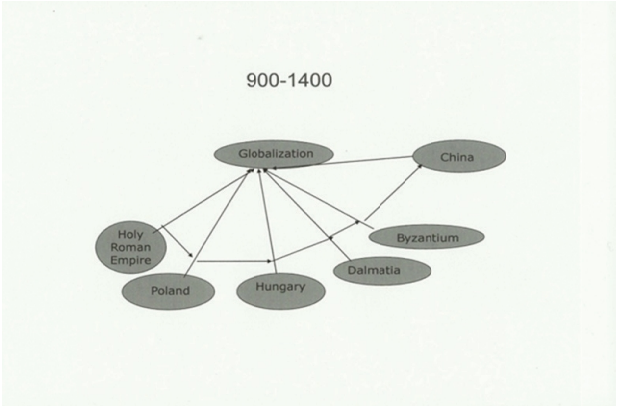 900-1400
Globalization
China
Holy
Roman
Empire
Byzantium
Dalmatia
Hungary
Poland